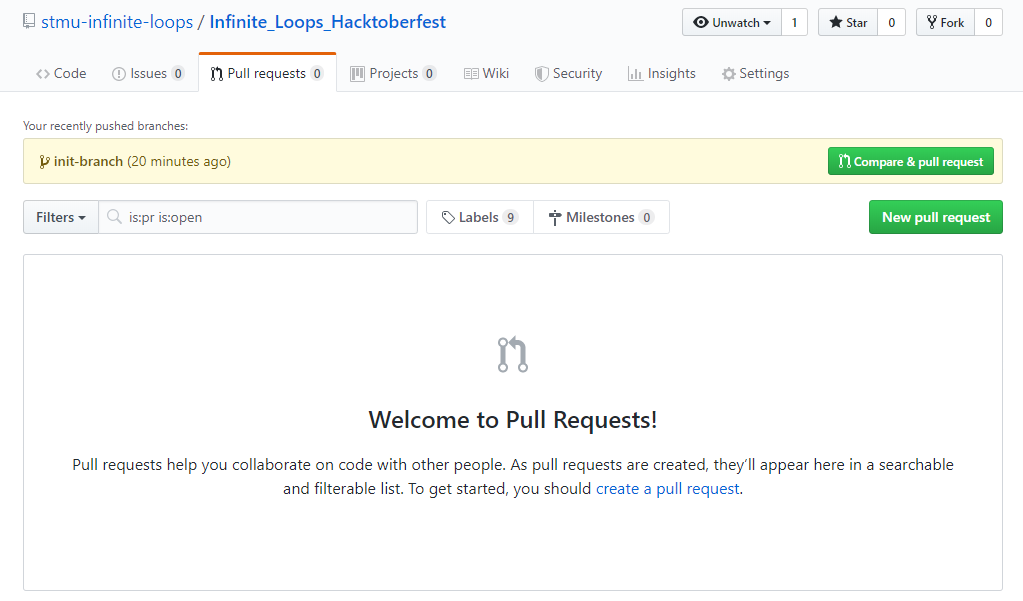 stmu-infinite-loops / Infinite_Loops_Hacktoberfest
Unwatch 1 Star 0 Fork 0
Code Issues 0 Pull requests 0 Projects 0 Wiki Security Insights Settings
Your recently pushed branches:
init-branch (20 minutes ago) Compare & pull request
Filters is:pr is:open Labels 9 Milestones 0 New pull request
Welcome to Pull Requests!
Pull requests help you collaborate on code with other people. As pull requests are created, they’ll appear here in a searchable
and filterable list. To get started, you should create a pull request.